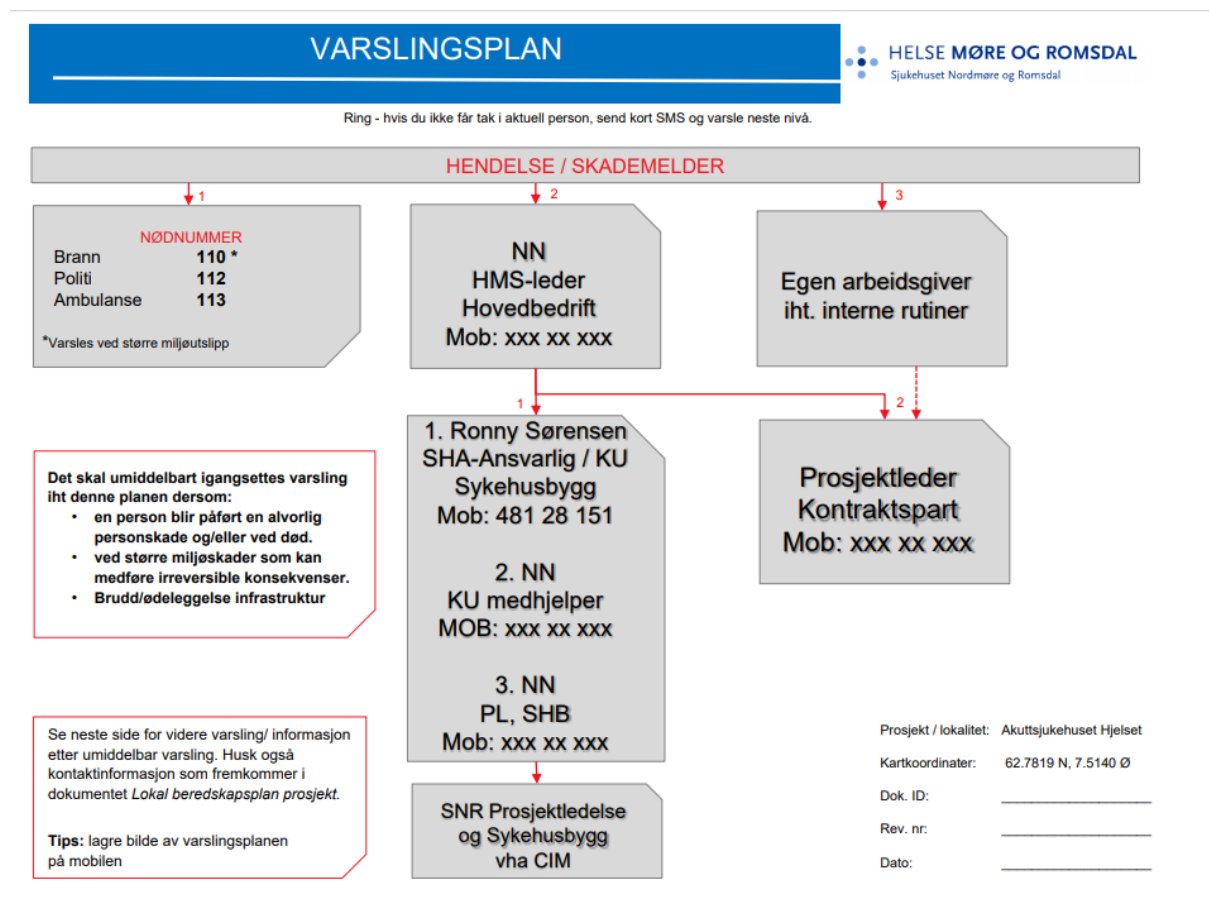 VARSLINGSPLAN
HELSE MØRE OG ROMSDAL
Sjukehuset Nordmøre og Romsdal
Ring - hvis du ikke får tak i aktuell person, send kort SMS og varsle neste nivå.
HENDELSE / SKADEMELDER
1
2
3
NØDNUMMER
Brann 110 *
Politi 112
Ambulanse 113
*Varsles ved større miljøutslipp
NN
HMS-leder
Hovedbedrift
Mob: xxx xx xxx
Egen arbeidsgiver
iht. interne rutiner
1
2
1. Ronny Sørensen
SHA-Ansvarlig / KU
Sykehusbygg
Mob: 481 28 151
2. NN
KU medhjelper
MOB: xxx xx xxx
3. NN
PL, SHB
Mob: xxx xx xxx
Prosjektleder
Kontraktspart
Mob: xxx xx xxx
Det skal umiddelbart igangsettes varsling
iht denne planen dersom:
• en person blir påført en alvorlig
personskade og/eller ved død.
• ved større miljøskader som kan
medføre irreversible konsekvenser.
• Brudd/ødeleggelse infrastruktur
Se neste side for videre varsling/ informasjon
etter umiddelbar varsling. Husk også
kontaktinformasjon som fremkommer i
dokumentet Lokal beredskapsplan prosjekt.
Tips: lagre bilde av varslingsplanen
på mobilen
SNR Prosjektledelse
og Sykehusbygg
vha CIM
Prosjekt / lokalitet: Akuttsjukehuset Hjelset
Kartkoordinater: 62.7819 N, 7.5140 Ø
Dok. ID:
Rev. nr:
Dato: